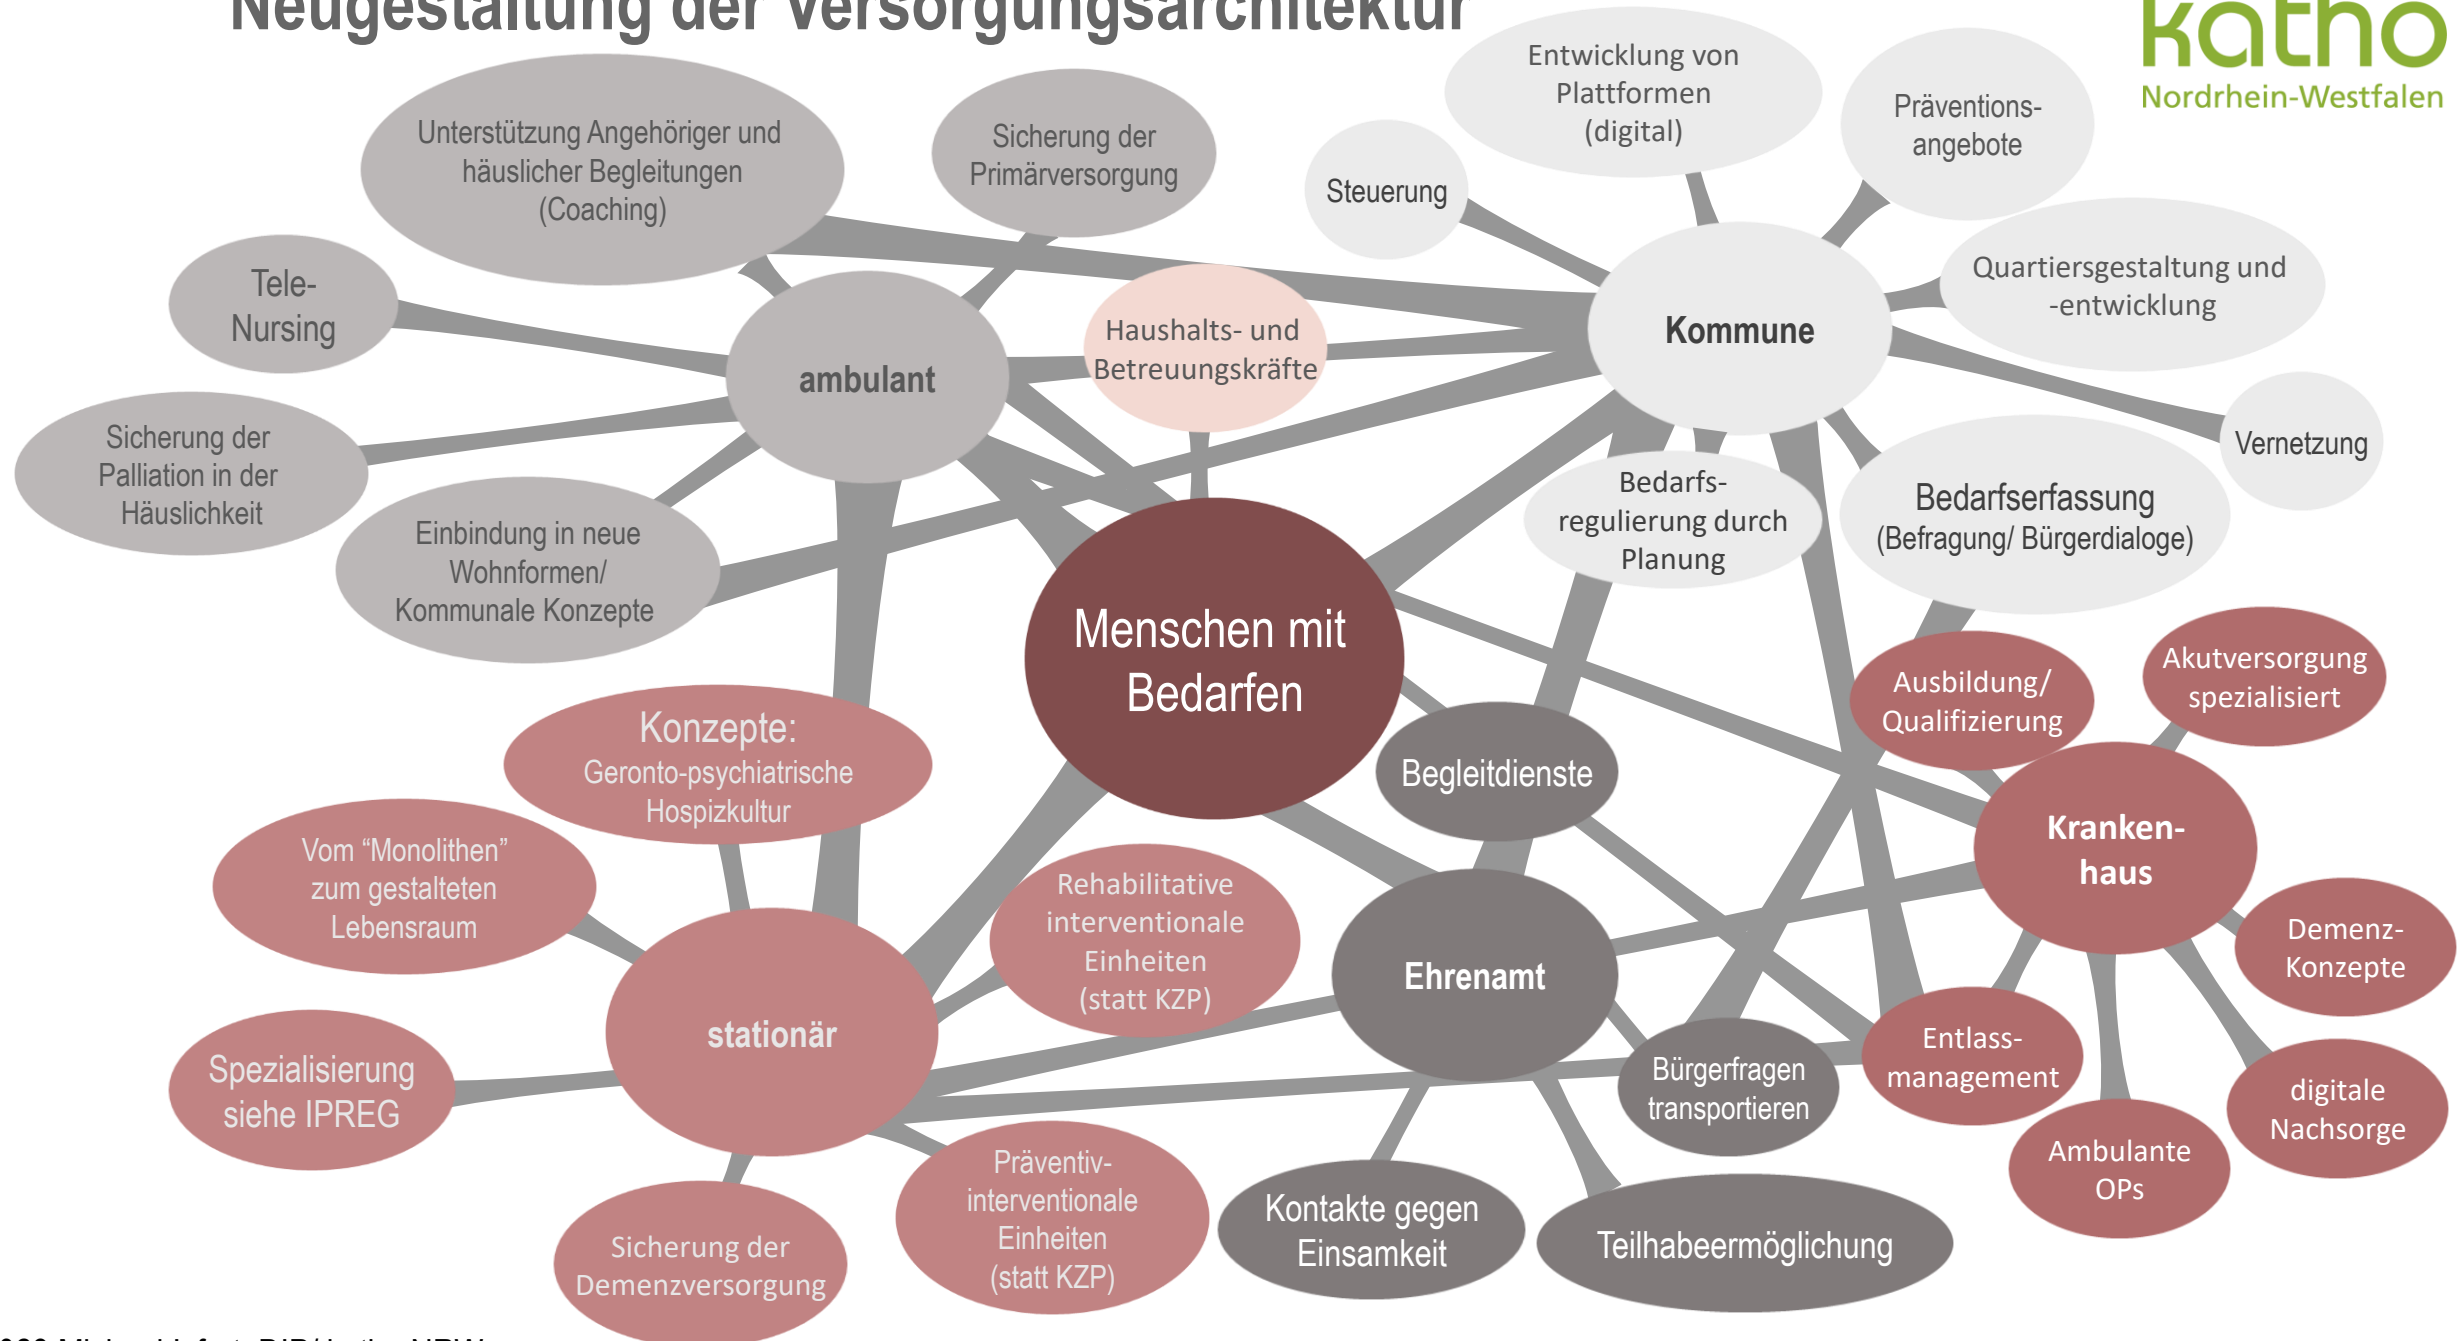 Neugestaltung der Versorgungsarchitektur
katho
Nordrhein-Westfalen
Unterstützung Angehöriger und
häuslicher Begleitungen
(Coaching)
Sicherung der
Primärversorgung
Entwicklung von
Plattformen
(digital)
Präventions-
angebote
Steuerung
Tele-
Nursing
Quartiersgestaltung und
-entwicklung
Haushalts- und
Betreuungskräfte
Kommune
ambulant
Sicherung der
Palliation in der
Häuslichkeit
Vernetzung
Bedarfs-
regulierung durch
Planung
Bedarfserfassung
(Befragung/ Bürgerdialoge)
Einbindung in neue
Wohnformen/
Kommunale Konzepte
Menschen mit
Bedarfen
Ausbildung/
Qualifizierung
Akutversorgung
spezialisiert
Konzepte:
Geronto-psychiatrische
Hospizkultur
Begleitdienste
Kranken-
haus
Vom “Monolithen”
zum gestalteten
Lebensraum
Rehabilitative
interventionale
Einheiten
(statt KZP)
Demenz-
Konzepte
Ehrenamt
stationär
Spezialisierung
siehe IPREG
Bürgerfragen
transportieren
Entlass-
management
digitale
Nachsorge
Ambulante
OPs
Präventiv-
interventionale
Einheiten
(statt KZP)
Kontakte gegen
Einsamkeit
Teilhabeermöglichung
Sicherung der
Demenzversorgung